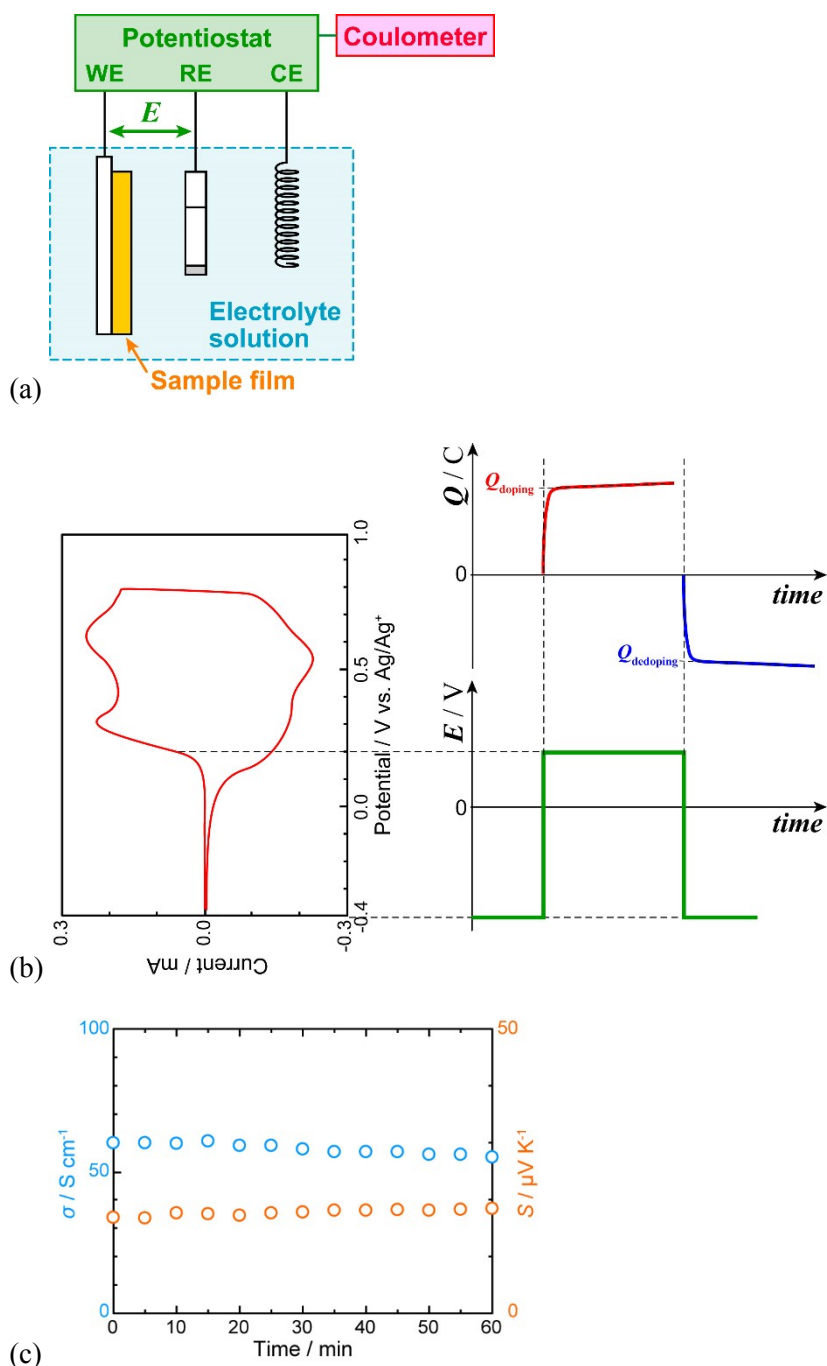 Potentiostat
Coulometer
WE RE CE
E
Electrolyte
solution
Sample film
(a)
Q / C
Q doping
0
time
Q dedoping
E / V
0
time
1.0
0.5
0.0
-0.4
Potential / V vs. Ag/Ag⁺
0.3
0.0
-0.3
Current / mA
(b)
100
50
0
σ / S cm⁻¹
50
0
S / μV K⁻¹
0 10 20 30 40 50 60
Time / min
(c)